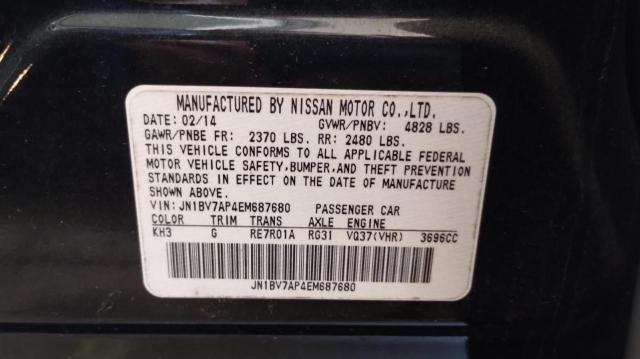 MANUFACTURED BY NISSAN MOTOR CO.,LTD.
DATE: 02/14 GVWR/PNBV: 4828 LBS.
GAWR/PNBE FR: 2370 LBS. RR: 2480 LBS.
THIS VEHICLE CONFORMS TO ALL APPLICABLE FEDERAL
MOTOR VEHICLE SAFETY, BUMPER, AND THEFT PREVENTION
STANDARDS IN EFFECT ON THE DATE OF MANUFACTURE
SHOWN ABOVE.
VIN: JN1BV7AP4EM687680 PASSENGER CAR
COLOR TRIM TRANS AXLE ENGINE
KH3 G RE7R01A RG31 VQ37(VHR) 3696CC
JN1BV7AP4EM687680